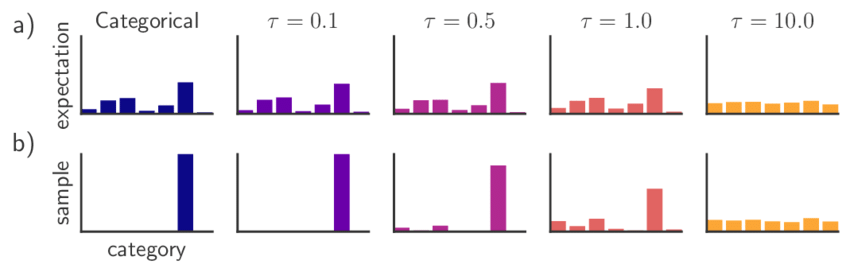 a) Categorical τ = 0.1 τ = 0.5 τ = 1.0 τ = 10.0
expectation
b)
sample
category